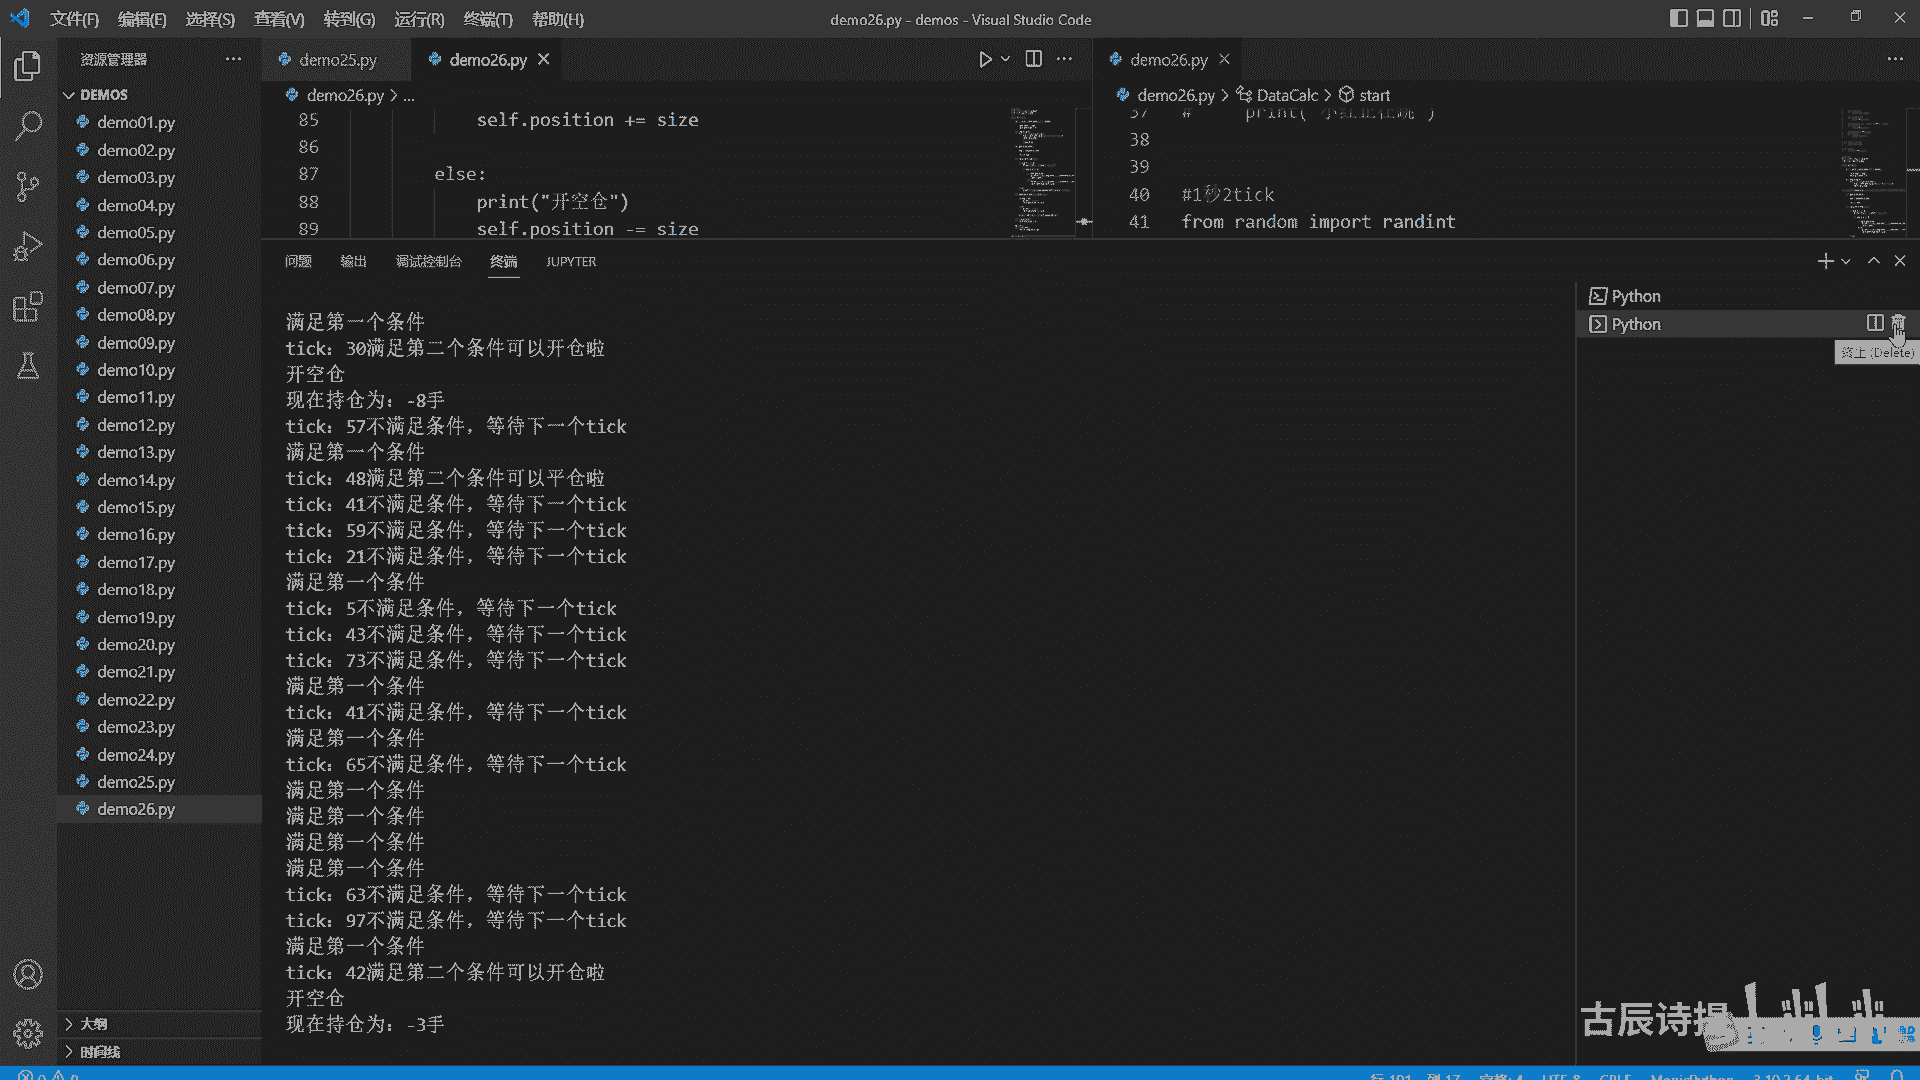 文件(F) 编辑(E) 选择(S) 查看(V) 转到(G) 运行(R) 终端(T) 帮助(H)
demo26.py - demos - Visual Studio Code
资源管理器
DEMOS
demo01.py
demo02.py
demo03.py
demo04.py
demo05.py
demo06.py
demo07.py
demo08.py
demo09.py
demo10.py
demo11.py
demo12.py
demo13.py
demo14.py
demo15.py
demo16.py
demo17.py
demo18.py
demo19.py
demo20.py
demo21.py
demo22.py
demo23.py
demo24.py
demo25.py
demo26.py
大纲
时间线
demo25.py demo26.py
demo26.py > ...
85 self.position += size
86
87 else:
88 print("开空仓")
89 self.position -= size
demo26.py
demo26.py > DataCalc > start
37 # print(
38
39
40 #1秒2tick
41 from random import randint
问题 输出 调试控制台 终端 JUPYTER
满足第一个条件
tick: 30满足第二个条件可以开仓啦
开空仓
现在持仓为: -8手
tick: 57不满足条件, 等待下一个tick
满足第一个条件
tick: 48满足第二个条件可以平仓啦
tick: 41不满足条件, 等待下一个tick
tick: 59不满足条件, 等待下一个tick
tick: 21不满足条件, 等待下一个tick
满足第一个条件
tick: 5不满足条件, 等待下一个tick
tick: 43不满足条件, 等待下一个tick
tick: 73不满足条件, 等待下一个tick
满足第一个条件
tick: 41不满足条件, 等待下一个tick
满足第一个条件
tick: 65不满足条件, 等待下一个tick
满足第一个条件
满足第一个条件
满足第一个条件
满足第一个条件
tick: 63不满足条件, 等待下一个tick
tick: 97不满足条件, 等待下一个tick
满足第一个条件
tick: 42满足第二个条件可以开仓啦
开空仓
现在持仓为: -3手
Python
Python
终止 (Delete)
古辰诗提